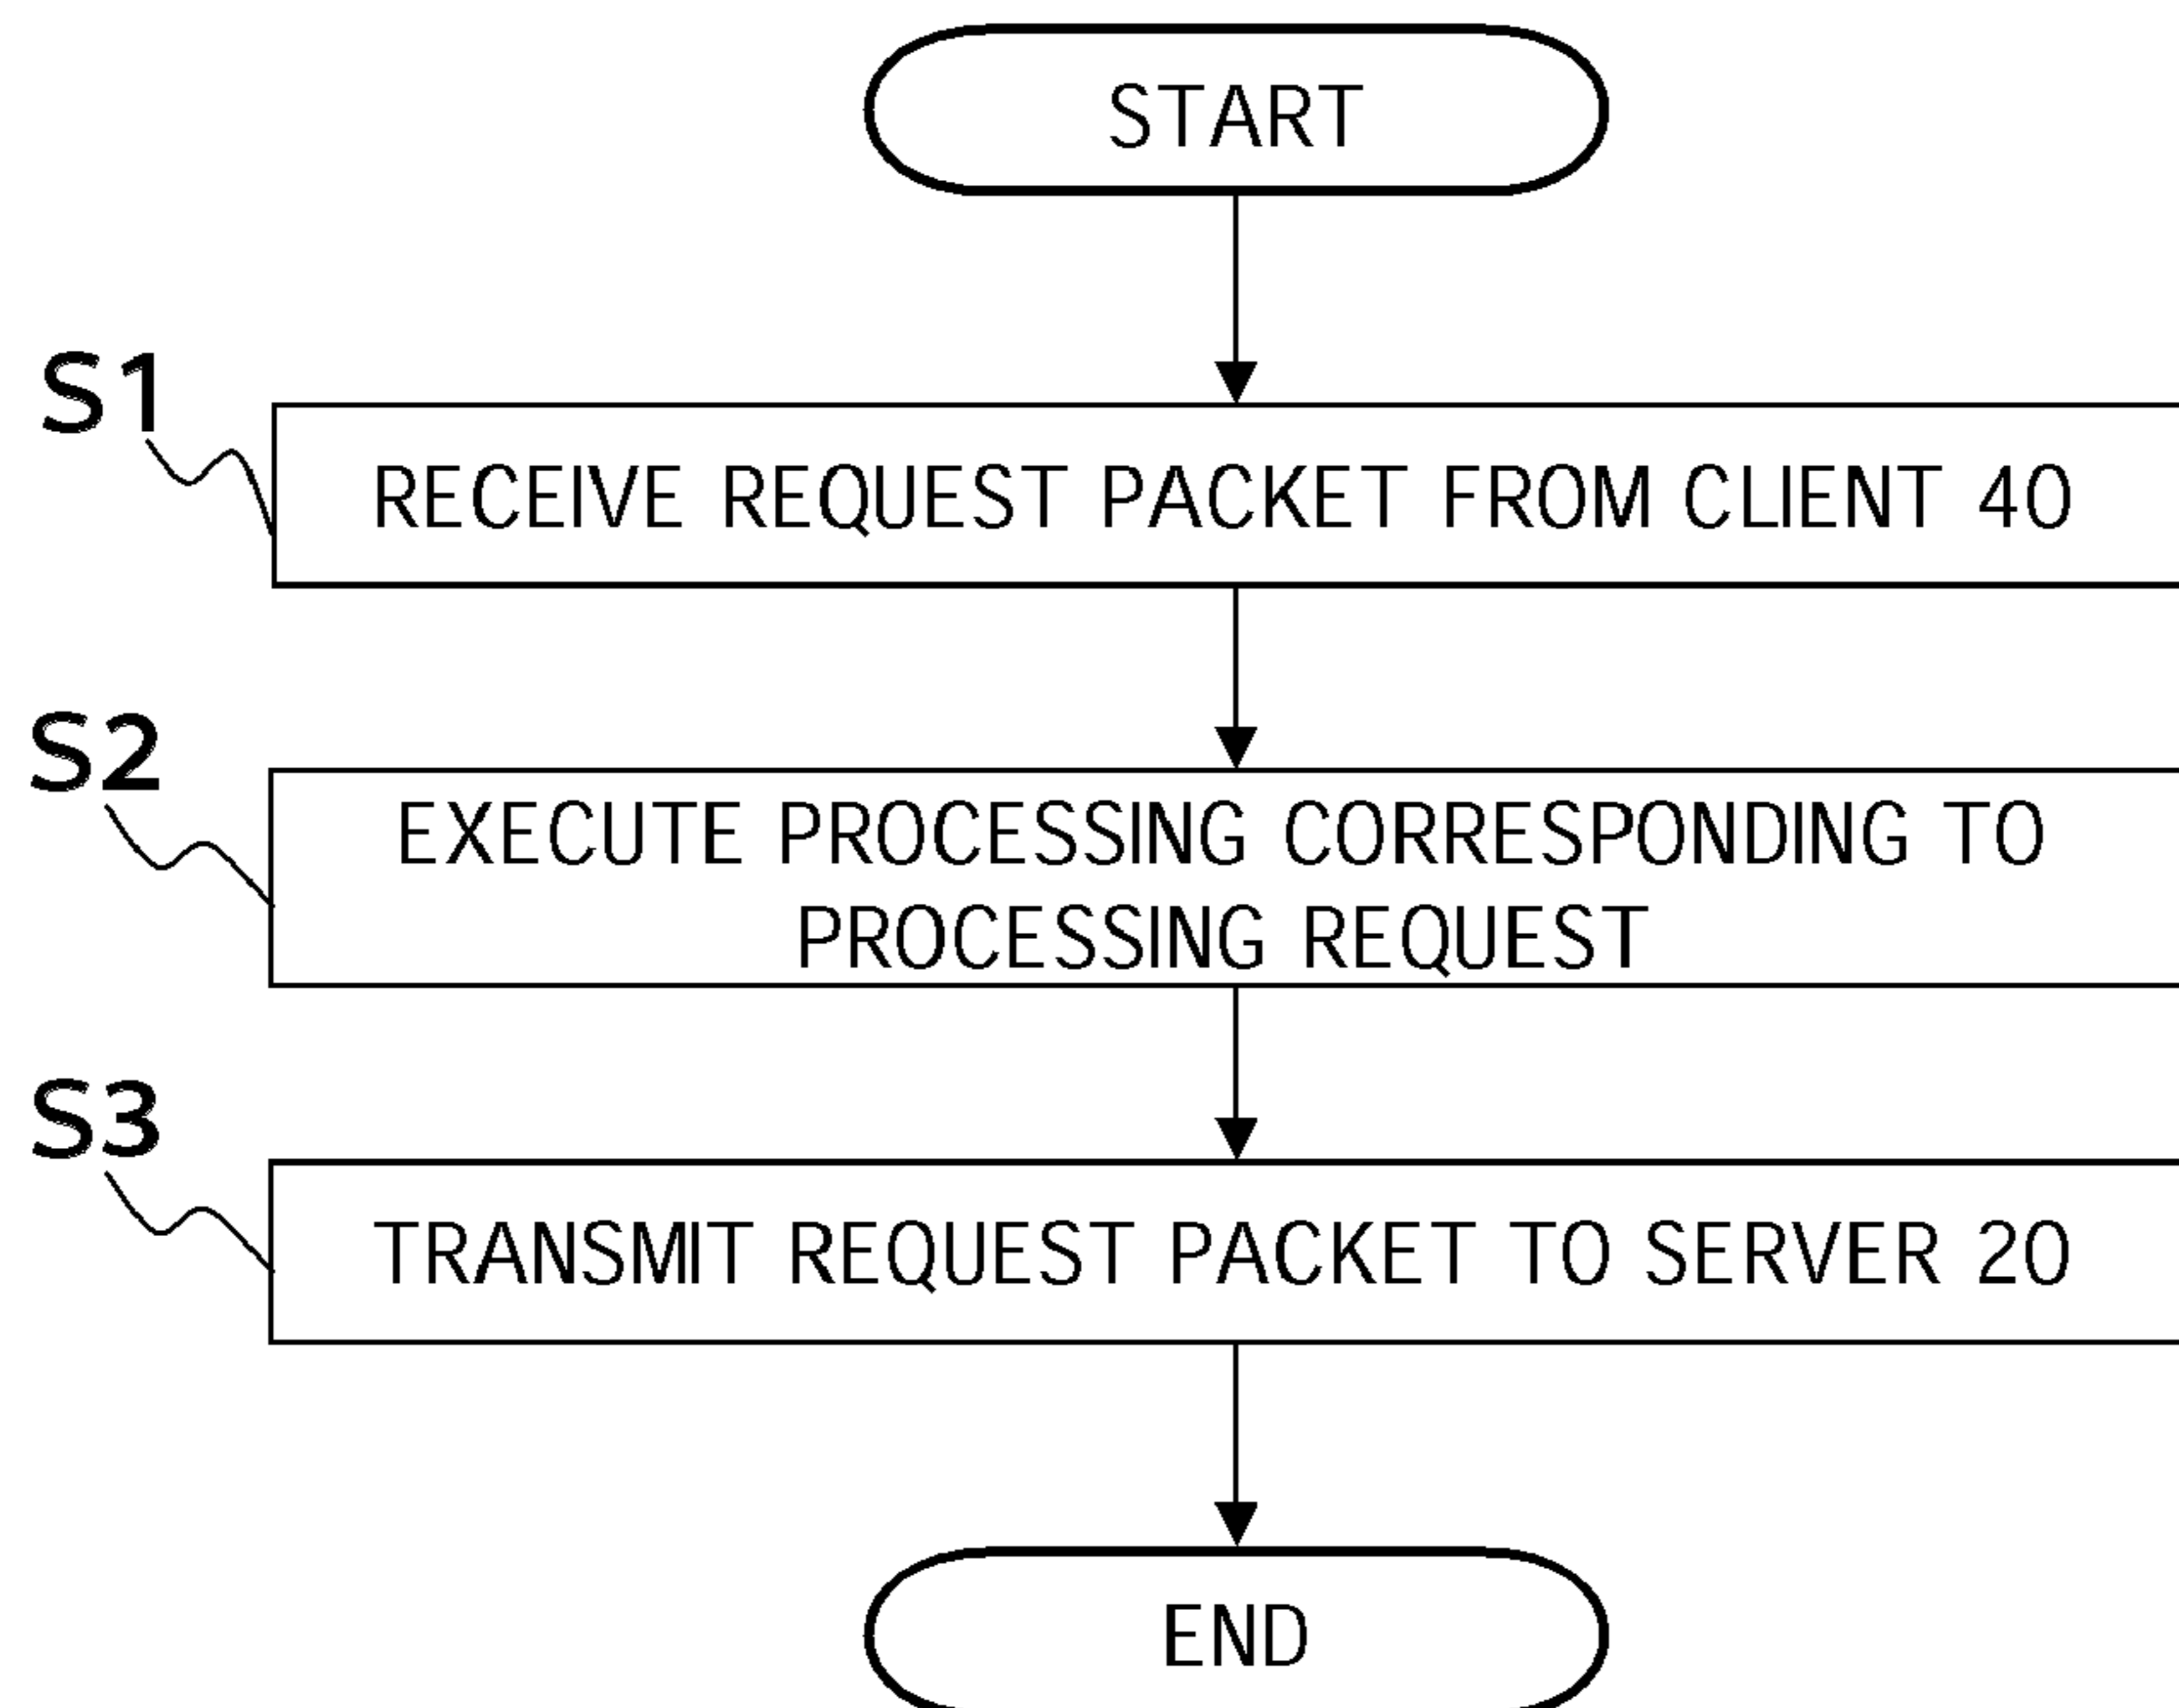 START
S1
RECEIVE REQUEST PACKET FROM CLIENT 40
S2
EXECUTE PROCESSING CORRESPONDING TO
PROCESSING REQUEST
S3
TRANSMIT REQUEST PACKET TO SERVER 20
END